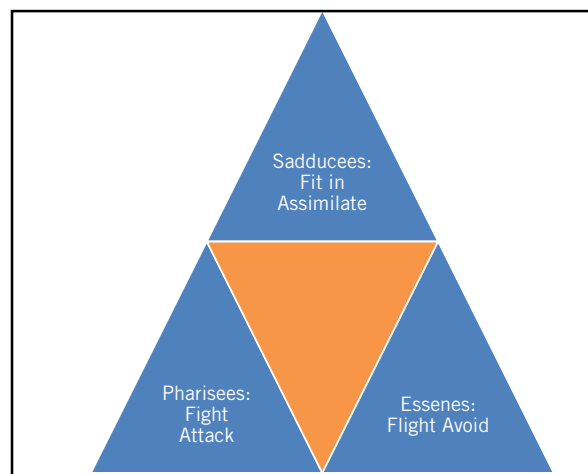 Sadducees:
Fit in
Assimilate
Pharisees:
Fight
Attack
Essenes:
Flight Avoid